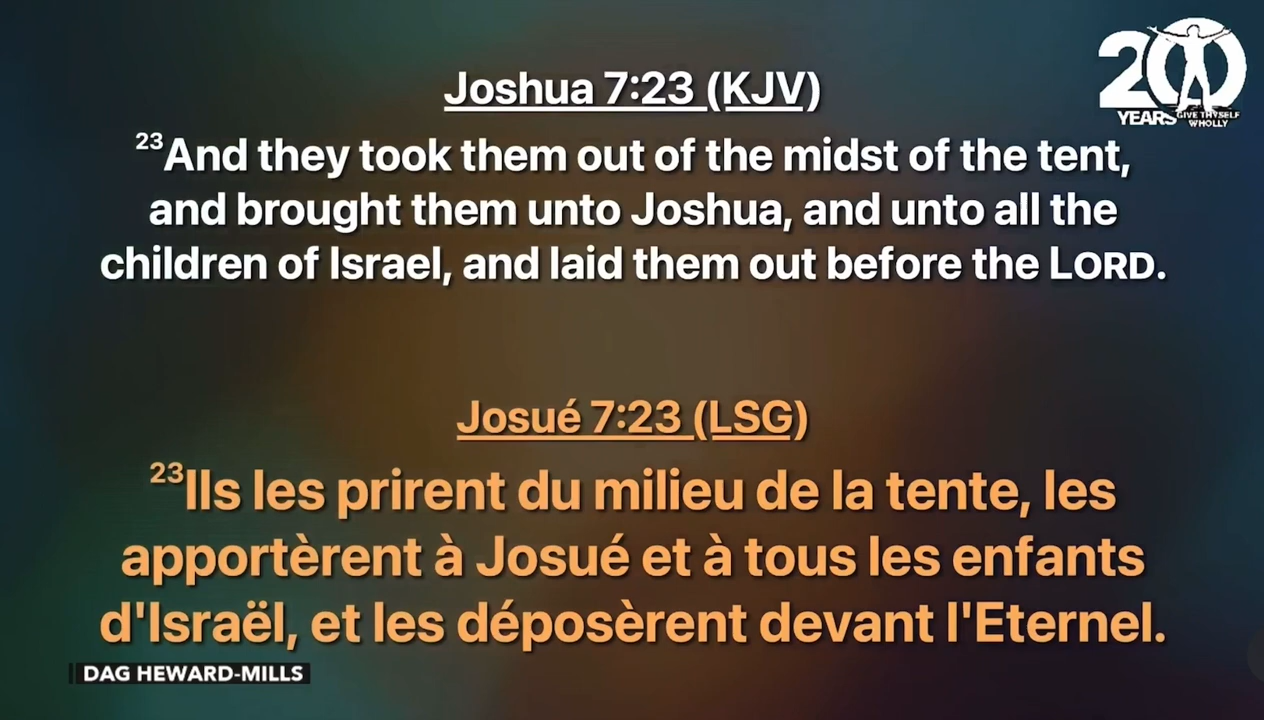 Joshua 7:23 (KJV)
23And they took them out of the midst of the tent,
and brought them unto Joshua, and unto all the
children of Israel, and laid them out before the LORD.
20
YEARS
GIVE THYSELF
WHOLLY
Josué 7:23 (LSG)
23Ils les prirent du milieu de la tente, les
apportèrent à Josué et à tous les enfants
d'Israël, et les déposèrent devant l'Eternel.
DAG HEWARD-MILLS